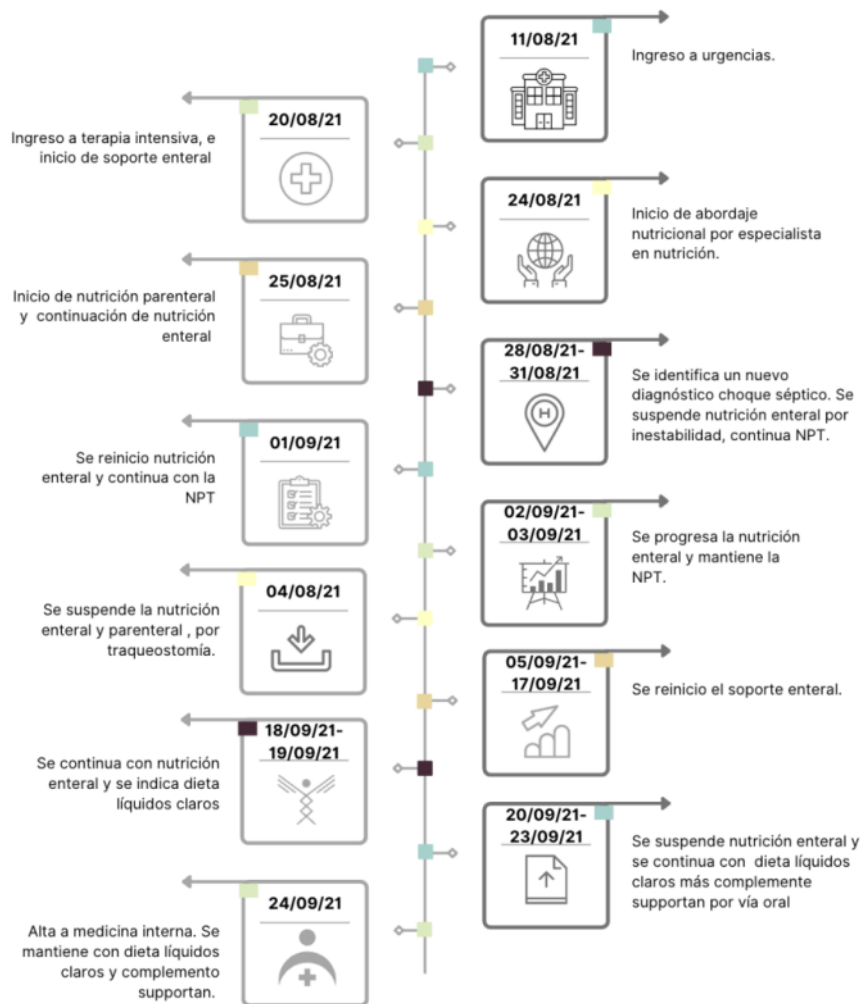 11/08/21
Ingreso a urgencias.
20/08/21
Ingreso a terapia intensiva, e
inicio de soporte enteral
24/08/21
Inicio de abordaje
nutricional por especialista
en nutrición.
25/08/21
Inicio de nutrición parenteral
y continuación de nutrición
enteral
28/08/21-
31/08/21
Se identifica un nuevo
diagnóstico choque séptico. Se
suspende nutrición enteral por
inestabilidad, continua NPT.
H
01/09/21
Se reinicio nutrición
enteral y continua con la
NPT
02/09/21-
03/09/21
Se progresa la nutrición
enteral y mantiene la
NPT.
04/08/21
Se suspende la nutrición
enteral y parenteral , por
traqueostomía.
05/09/21-
17/09/21
Se reinicio el soporte enteral.
18/09/21-
19/09/21
Se continua con nutrición
enteral y se indica dieta
líquidos claros
20/09/21-
23/09/21
Se suspende nutrición enteral y
se continua con dieta líquidos
claros más complemente
supportan por vía oral
24/09/21
Alta a medicina interna. Se
mantiene con dieta líquidos
claros y complemento
supportan.